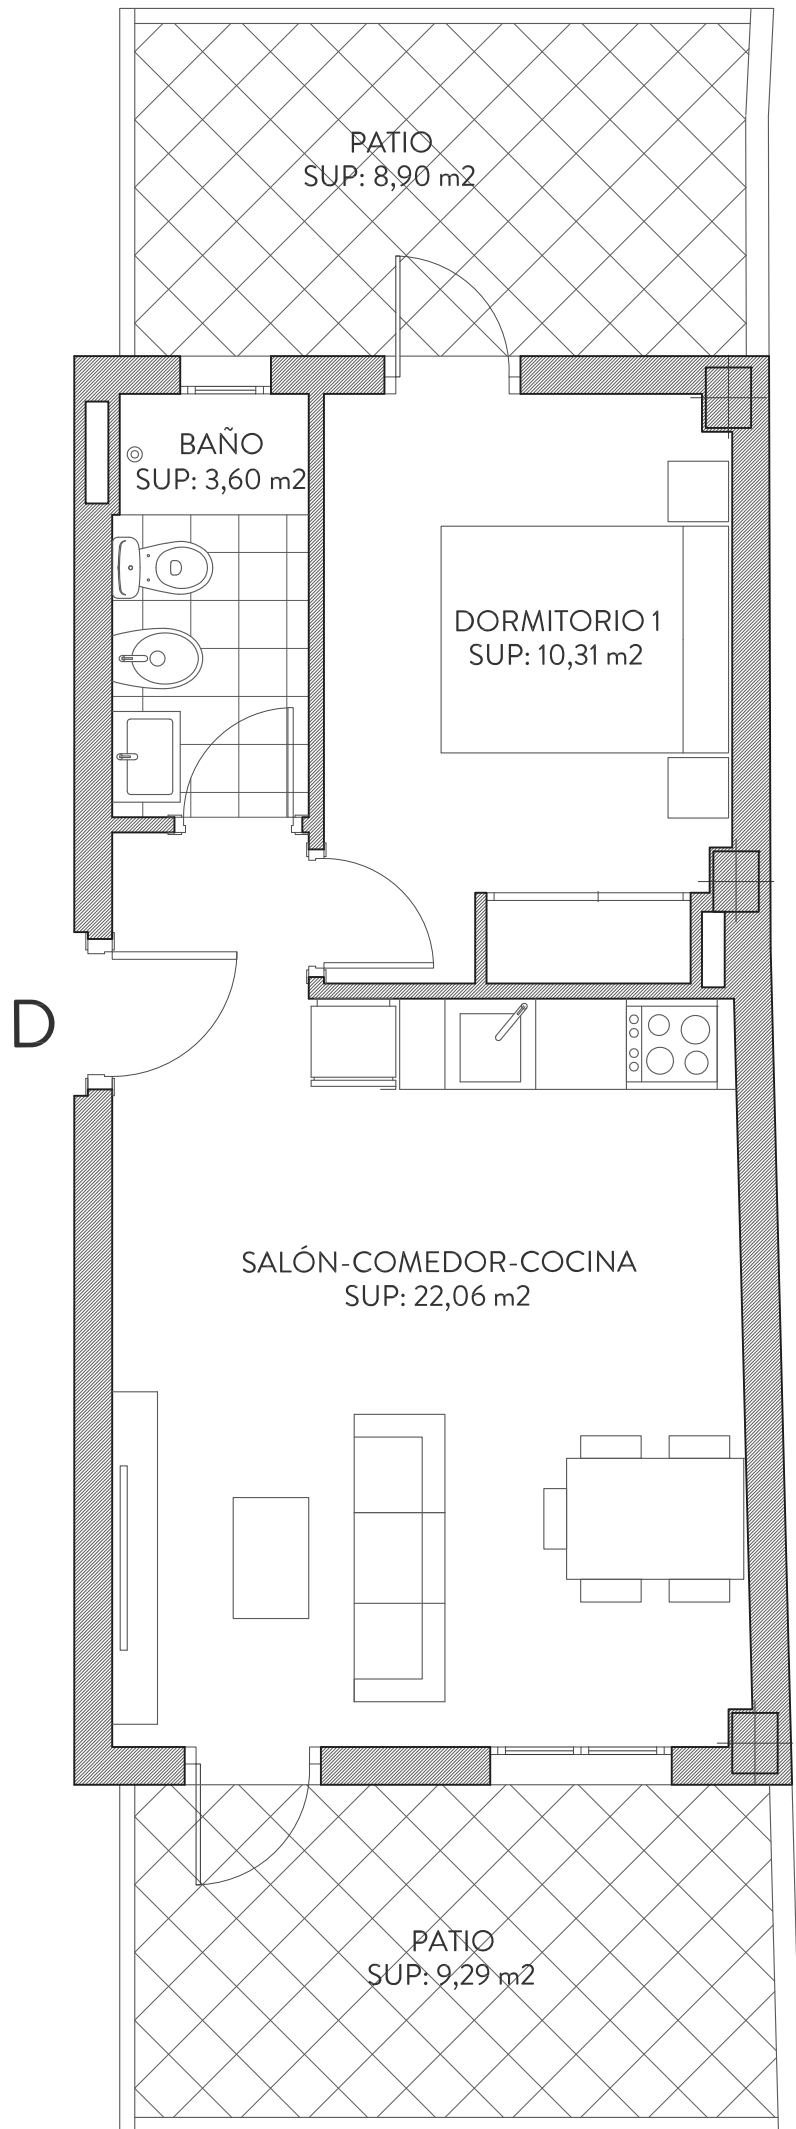 PATIO
SUP: 8,90 m2
BAÑO
SUP: 3,60 m2
DORMITORIO 1
SUP: 10,31 m2
D
SALÓN-COMEDOR-COCINA
SUP: 22,06 m2
PATIO
SUP: 9,29 m2